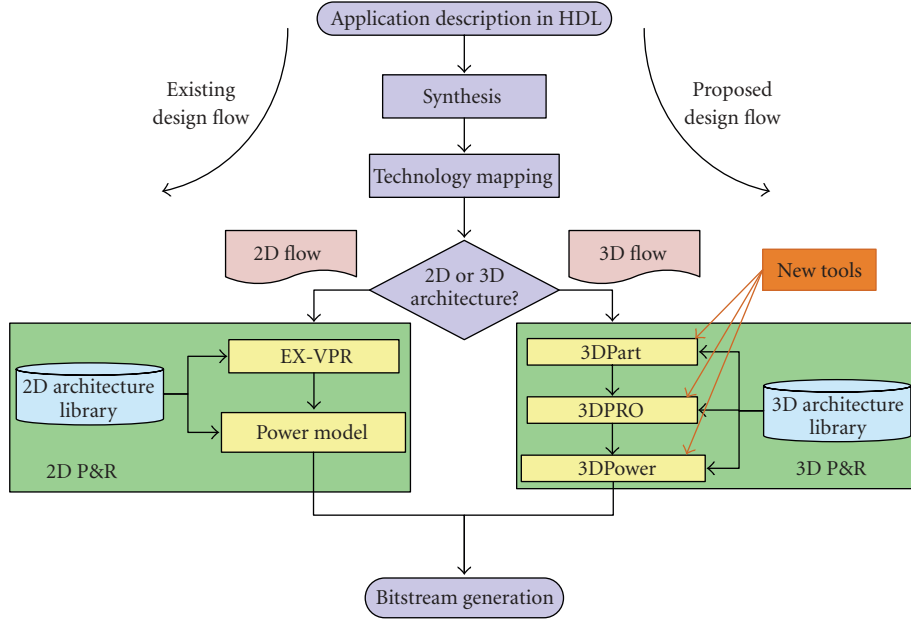 Application description in HDL
Existing
design flow
Synthesis
Proposed
design flow
Technology mapping
2D flow
3D flow
2D or 3D
architecture?
New tools
2D architecture
library
EX-VPR
Power model
2D P&R
3DPart
3DPRO
3DPower
3D architecture
library
3D P&R
Bitstream generation